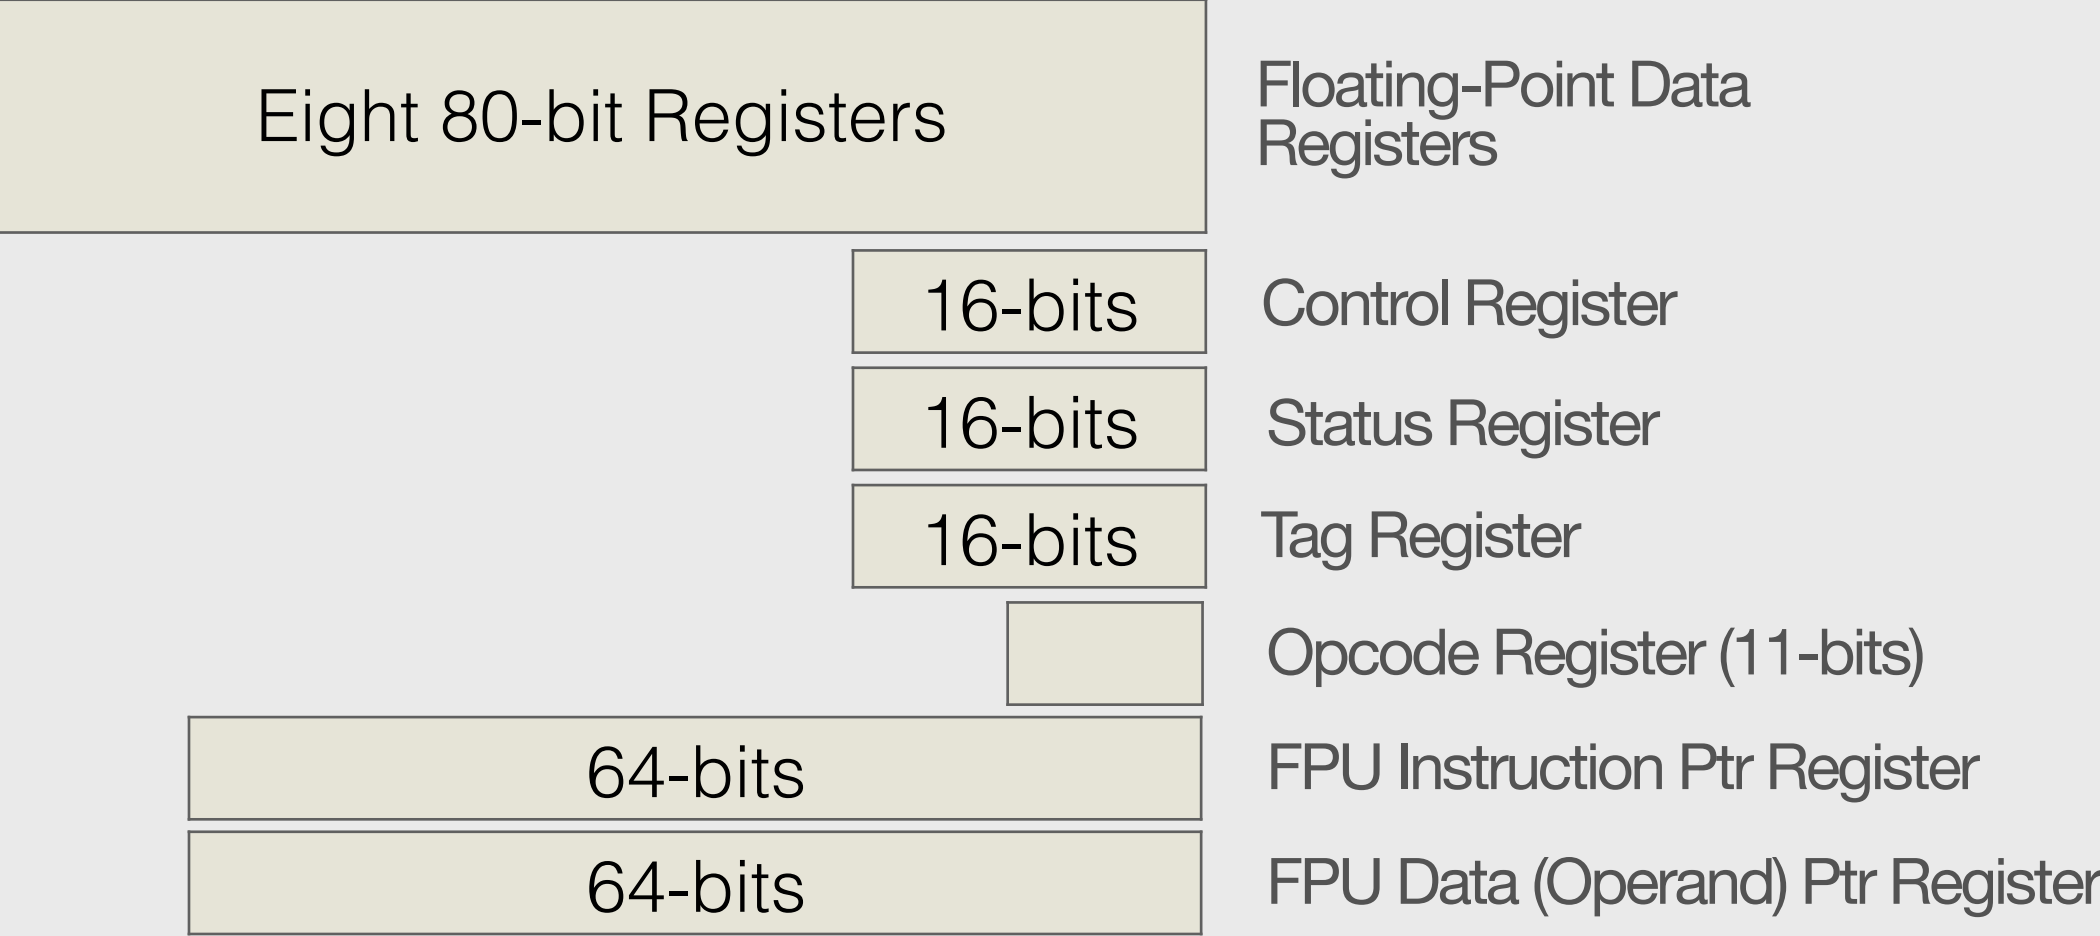 Eight 80-bit Registers
Floating-Point Data
Registers
16-bits
Control Register
16-bits
Status Register
16-bits
Tag Register
Opcode Register (11-bits)
64-bits
FPU Instruction Ptr Register
64-bits
FPU Data (Operand) Ptr Register